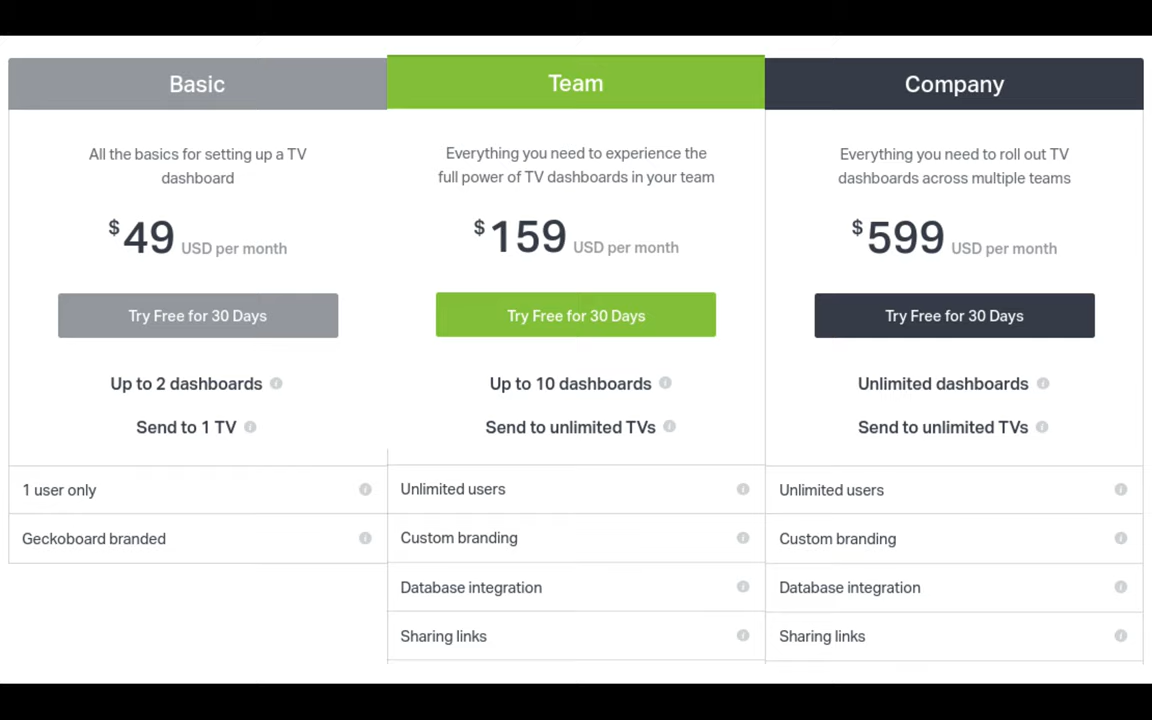 Basic
All the basics for setting up a TV
dashboard
$49 USD per month
Try Free for 30 Days
Up to 2 dashboards
Send to 1 TV
1 user only
Geckoboard branded
Team
Everything you need to experience the
full power of TV dashboards in your team
$159 USD per month
Try Free for 30 Days
Up to 10 dashboards
Send to unlimited TVs
Unlimited users
Custom branding
Database integration
Sharing links
Company
Everything you need to roll out TV
dashboards across multiple teams
$599 USD per month
Try Free for 30 Days
Unlimited dashboards
Send to unlimited TVs
Unlimited users
Custom branding
Database integration
Sharing links